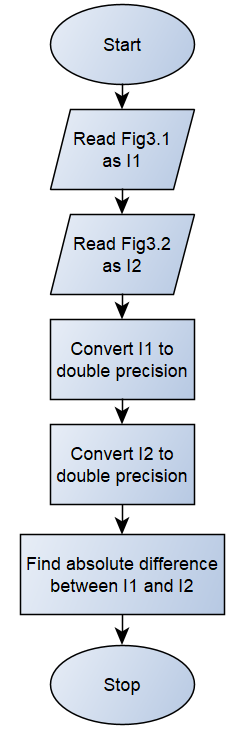 Start
Read Fig3.1
as I1
Read Fig3.2
as I2
Convert I1 to
double precision
Convert I2 to
double precision
Find absolute difference
between I1 and I2
Stop